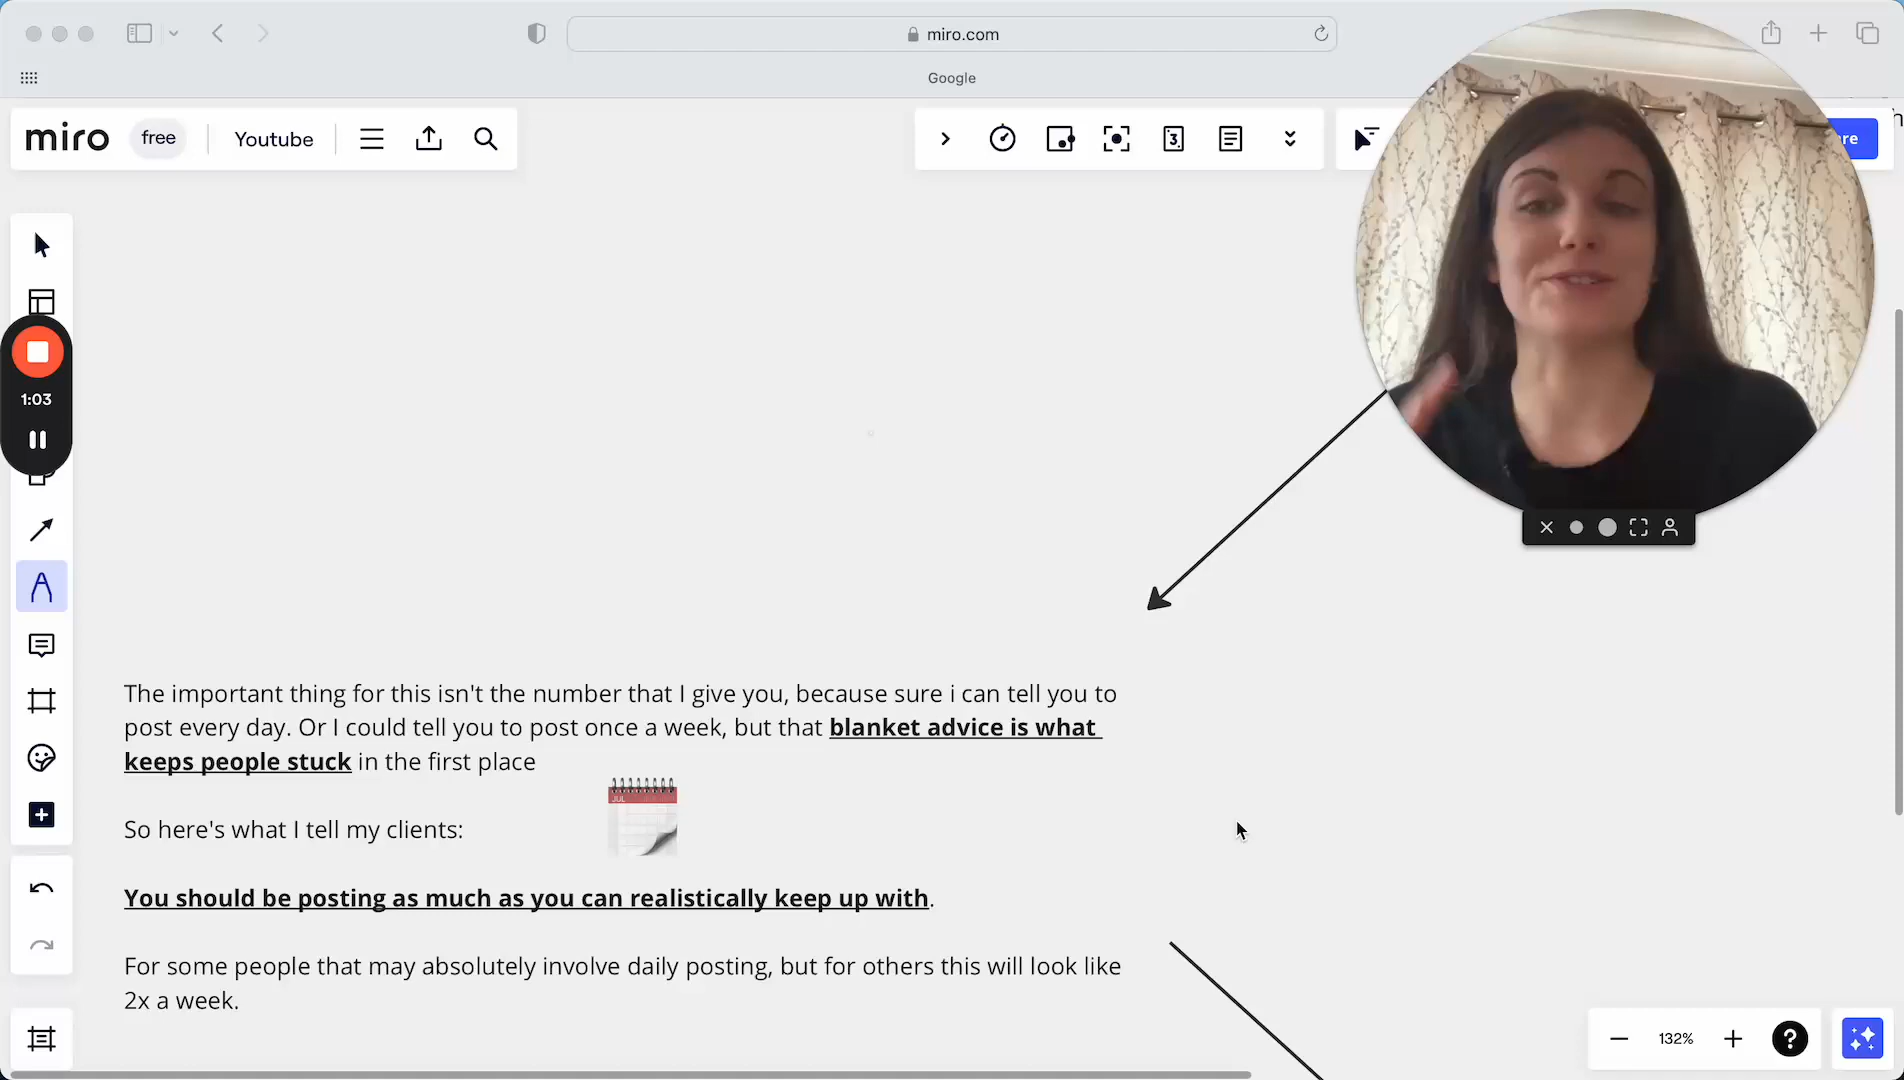 miro.com
Google
miro
free
Youtube
3
re
1:03
The important thing for this isn't the number that I give you, because sure i can tell you to
post every day. Or I could tell you to post once a week, but that blanket advice is what
keeps people stuck in the first place
JUL
So here's what I tell my clients:
You should be posting as much as you can realistically keep up with.
For some people that may absolutely involve daily posting, but for others this will look like
2x a week.
132%
?